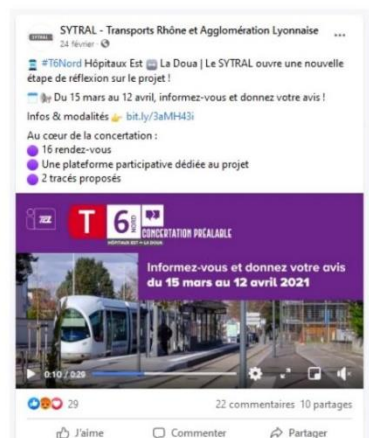 SYTRAL - Transports Rhône et Agglomération Lyonnaise
SYTRAL
24 février
#T6Nord Hôpitaux Est La Doua | Le SYTRAL ouvre une nouvelle
étape de réflexion sur le projet !
Du 15 mars au 12 avril, informez-vous et donnez votre avis !
Infos & modalités bit.ly/3aMH43i
Au cœur de la concertation :
16 rendez-vous
Une plateforme participative dédiée au projet
2 tracés proposés
T 6 NORD
CONCERTATION PRÉALABLE
HÔPITAUX EST LA DOUA
Informez-vous et donnez votre avis
du 15 mars au 12 avril 2021
0:10 / 0:29
29
22 commentaires 10 partages
J'aime
Commenter
Partager